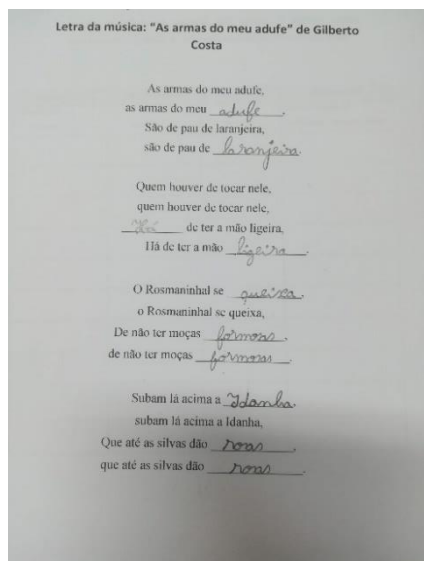 Letra da música: "As armas do meu adufe" de Gilberto
Costa
As armas do meu adufe,
as armas do meu adufe.
São de pau de laranjeira,
são de pau de laranjeira.
Quem houver de tocar nele,
quem houver de tocar nele,
Há de ter a mão ligeira,
Há de ter a mão ligeira.
O Rosmaninhal se queixa,
o Rosmaninhal se queixa,
De não ter moças formosas,
de não ter moças formosas.
Subam lá acima a Idanha,
subam lá acima a Idanha,
Que até as silvas dão rosas,
que até as silvas dão rosas.